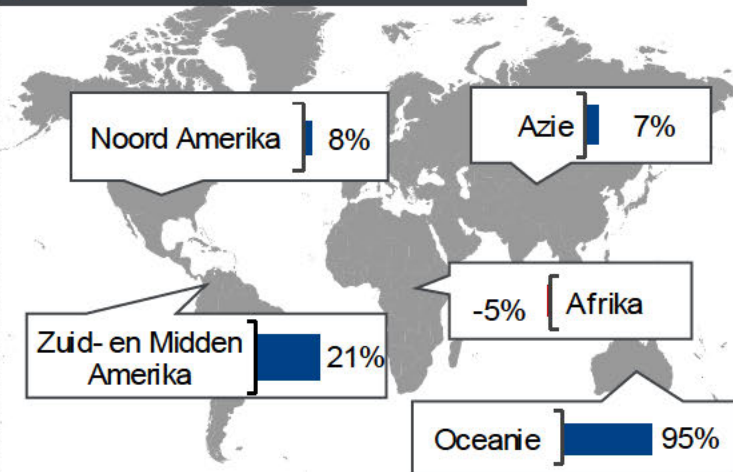 Noord Amerika 8%
Azie 7%
-5% Afrika
Zuid- en Midden
Amerika
21%
Oceanie 95%